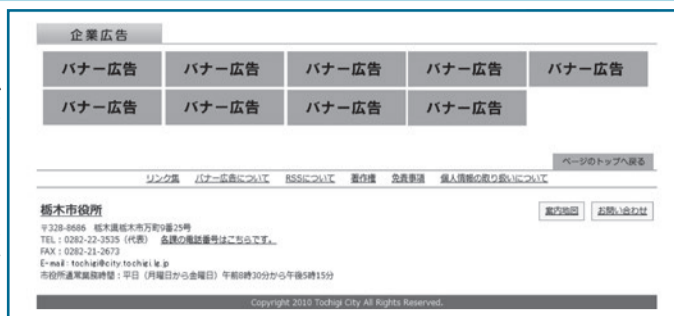 企業広告
バナー広告 バナー広告 バナー広告 バナー広告 バナー広告
バナー広告 バナー広告 バナー広告 バナー広告
ページのトップへ戻る
リンク集 バナー広告について RSSについて 著作権 免責事項 個人情報の取り扱いについて
栃木市役所 案内地図 お問い合わせ
〒328-8686 栃木県栃木市万町9番25号
TEL：0282-22-3535（代表） 各課の電話番号はこちらです。
FAX：0282-21-2673
E-mail：tochigi@city.tochigi.lg.jp
市役所通常業務時間：平日（月曜日から金曜日）午前8時30分から午後5時15分
Copyright 2010 Tochigi City All Rights Reserved.